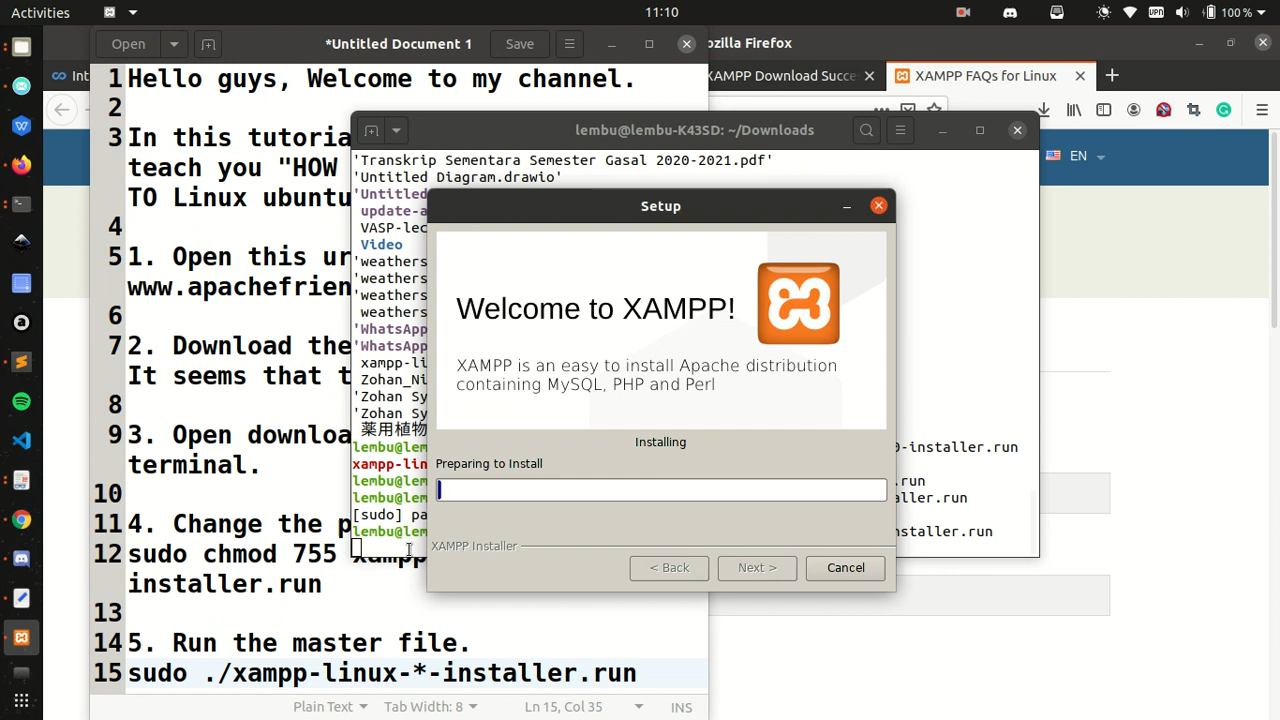 Activities
11:10
100 %
Open
*Untitled Document 1
Save
1 Hello guys, Welcome to my channel.
2
3 In this tutoria
teach you "HOW
TO Linux ubuntu
4
5 1. Open this ur
www.apachefrien
6
7 2. Download the
It seems that t
8
9 3. Open downloa
terminal.
10
11 4. Change the p
12 sudo chmod 755 xampp
installer.run
13
14 5. Run the master file.
15 sudo ./xampp-linux-*-installer.run
Plain Text
Tab Width: 8
Ln 15, Col 35
INS
ozilla Firefox
Int
XAMPP Download Succe
XAMPP FAQs for Linux
EN
lembu@lembu-K43SD: ~/Downloads
'Transkrip Sementara Semester Gasal 2020-2021.pdf'
'Untitled Diagram.drawio'
'Untitled
update-a
VASP-lec
Video
'weathers
'weathers
'weathers
weathers
'WhatsApp
'WhatsApp
xampp-li
Zohan_Ni
'Zohan Sy
'Zohan Sy
薬用植物
lembu@lem
0-installer.run
xampp-lin
lembu@lem
.run
lembu@lem
ller.run
[sudo] pa
lembu@lem
nstaller.run
Setup
Welcome to XAMPP!
XAMPP is an easy to install Apache distribution
containing MySQL, PHP and Perl
Installing
Preparing to Install
XAMPP Installer
< Back
Next >
Cancel